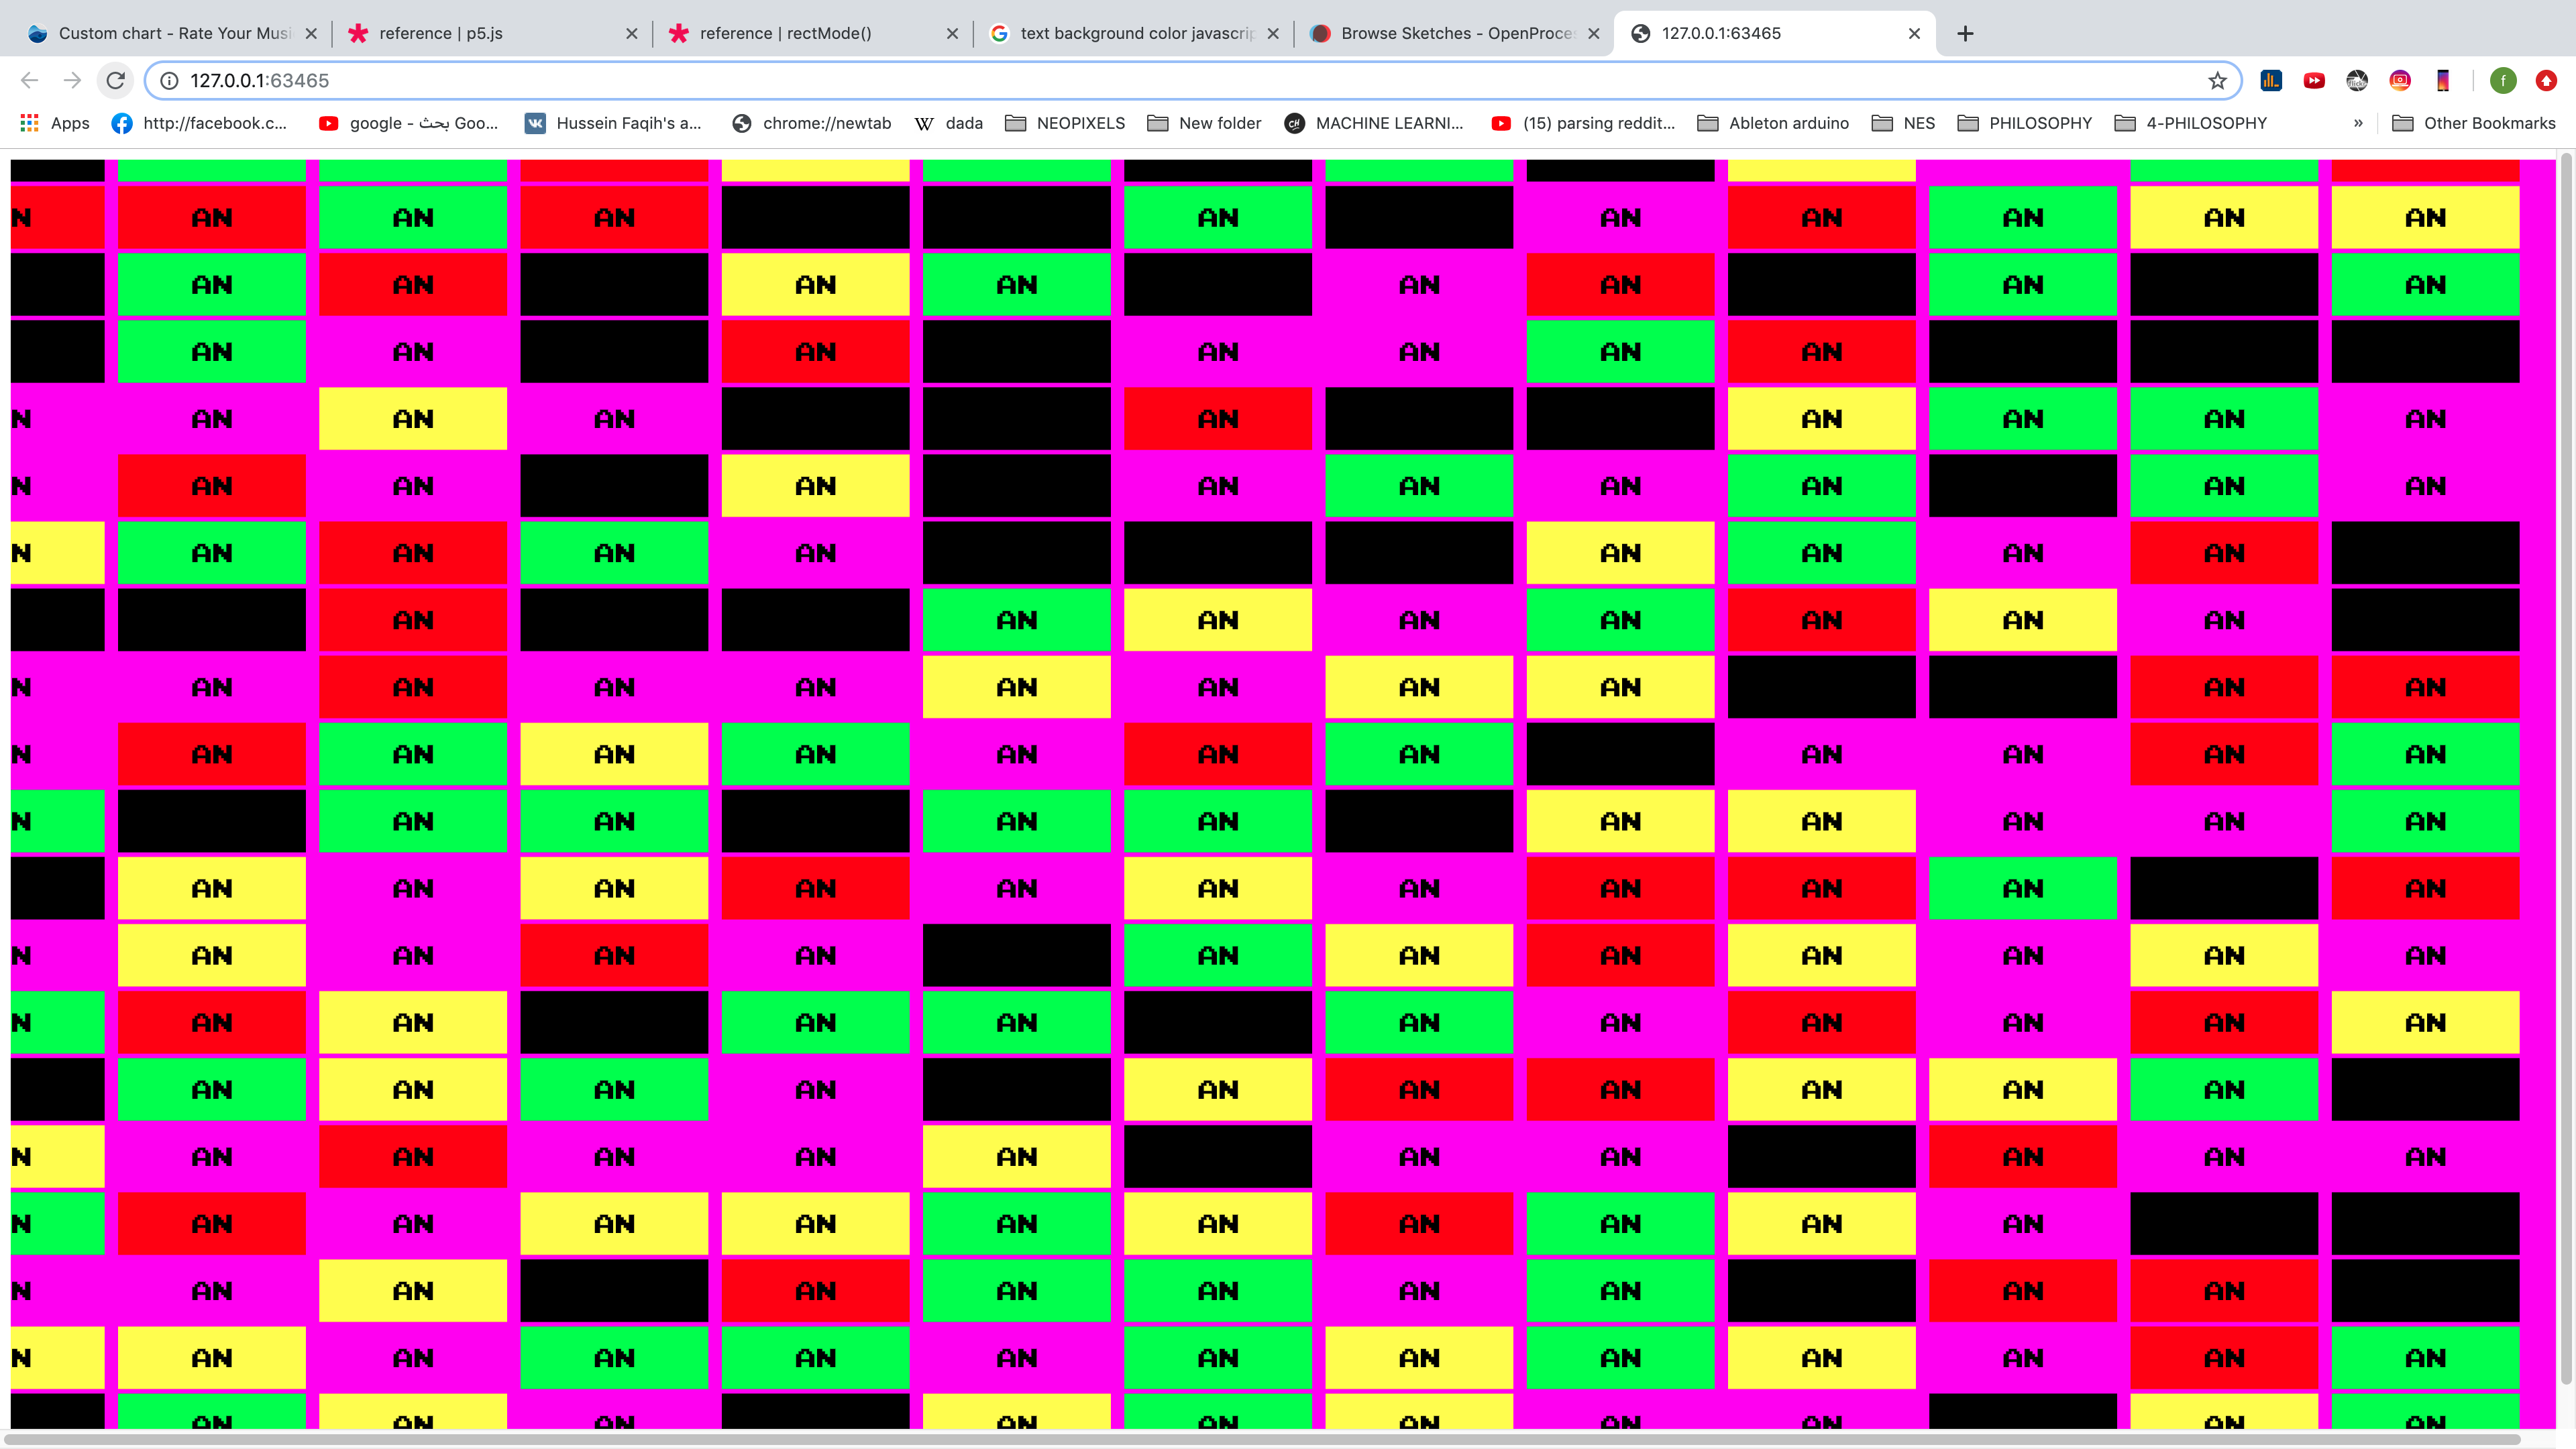 Custom chart - Rate Your Musi
reference | p5.js
reference | rectMode()
text background color javascrip
Browse Sketches - OpenProces
127.0.0.1:63465
127.0.0.1:63465
f
Apps
http://facebook.c...
google - بحث Goo...
Hussein Faqih's a...
chrome://newtab
dada
NEOPIXELS
New folder
MACHINE LEARNI...
(15) parsing reddit...
Ableton arduino
NES
PHILOSOPHY
4-PHILOSOPHY
»
Other Bookmarks
N AN AN AN AN AN AN AN AN AN
AN AN AN AN AN AN AN AN
AN AN AN AN AN AN AN
N AN AN AN AN AN AN AN AN
N AN AN AN AN AN AN AN AN AN
N AN AN AN AN AN AN AN AN
AN AN AN AN AN AN AN AN
N AN AN AN AN AN AN AN AN AN AN
N AN AN AN AN AN AN AN AN AN AN AN
N AN AN AN AN AN AN AN AN AN
AN AN AN AN AN AN AN AN AN AN AN
N AN AN AN AN AN AN AN AN AN AN AN
N AN AN AN AN AN AN AN AN AN AN
AN AN AN AN AN AN AN AN AN AN
N AN AN AN AN AN AN AN AN AN AN
N AN AN AN AN AN AN AN AN AN AN
N AN AN AN AN AN AN AN AN AN
N AN AN AN AN AN AN AN AN AN AN AN AN
AN AN AN AN AN AN AN AN AN AN